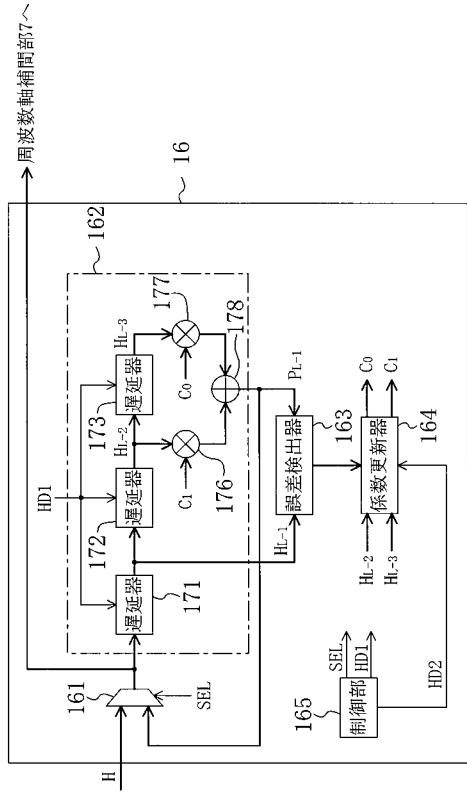 周波数軸補間部7へ
16
162
HD1
HL-2
HL-3
遅延器
171
遅延器
172
遅延器
173
C1
176
C0
177
178
161
H
SEL
HL-1
PL-1
誤差検出器
163
HL-2
HL-3
係数更新器
164
C0
C1
165
制御部
SEL
HD1
HD2